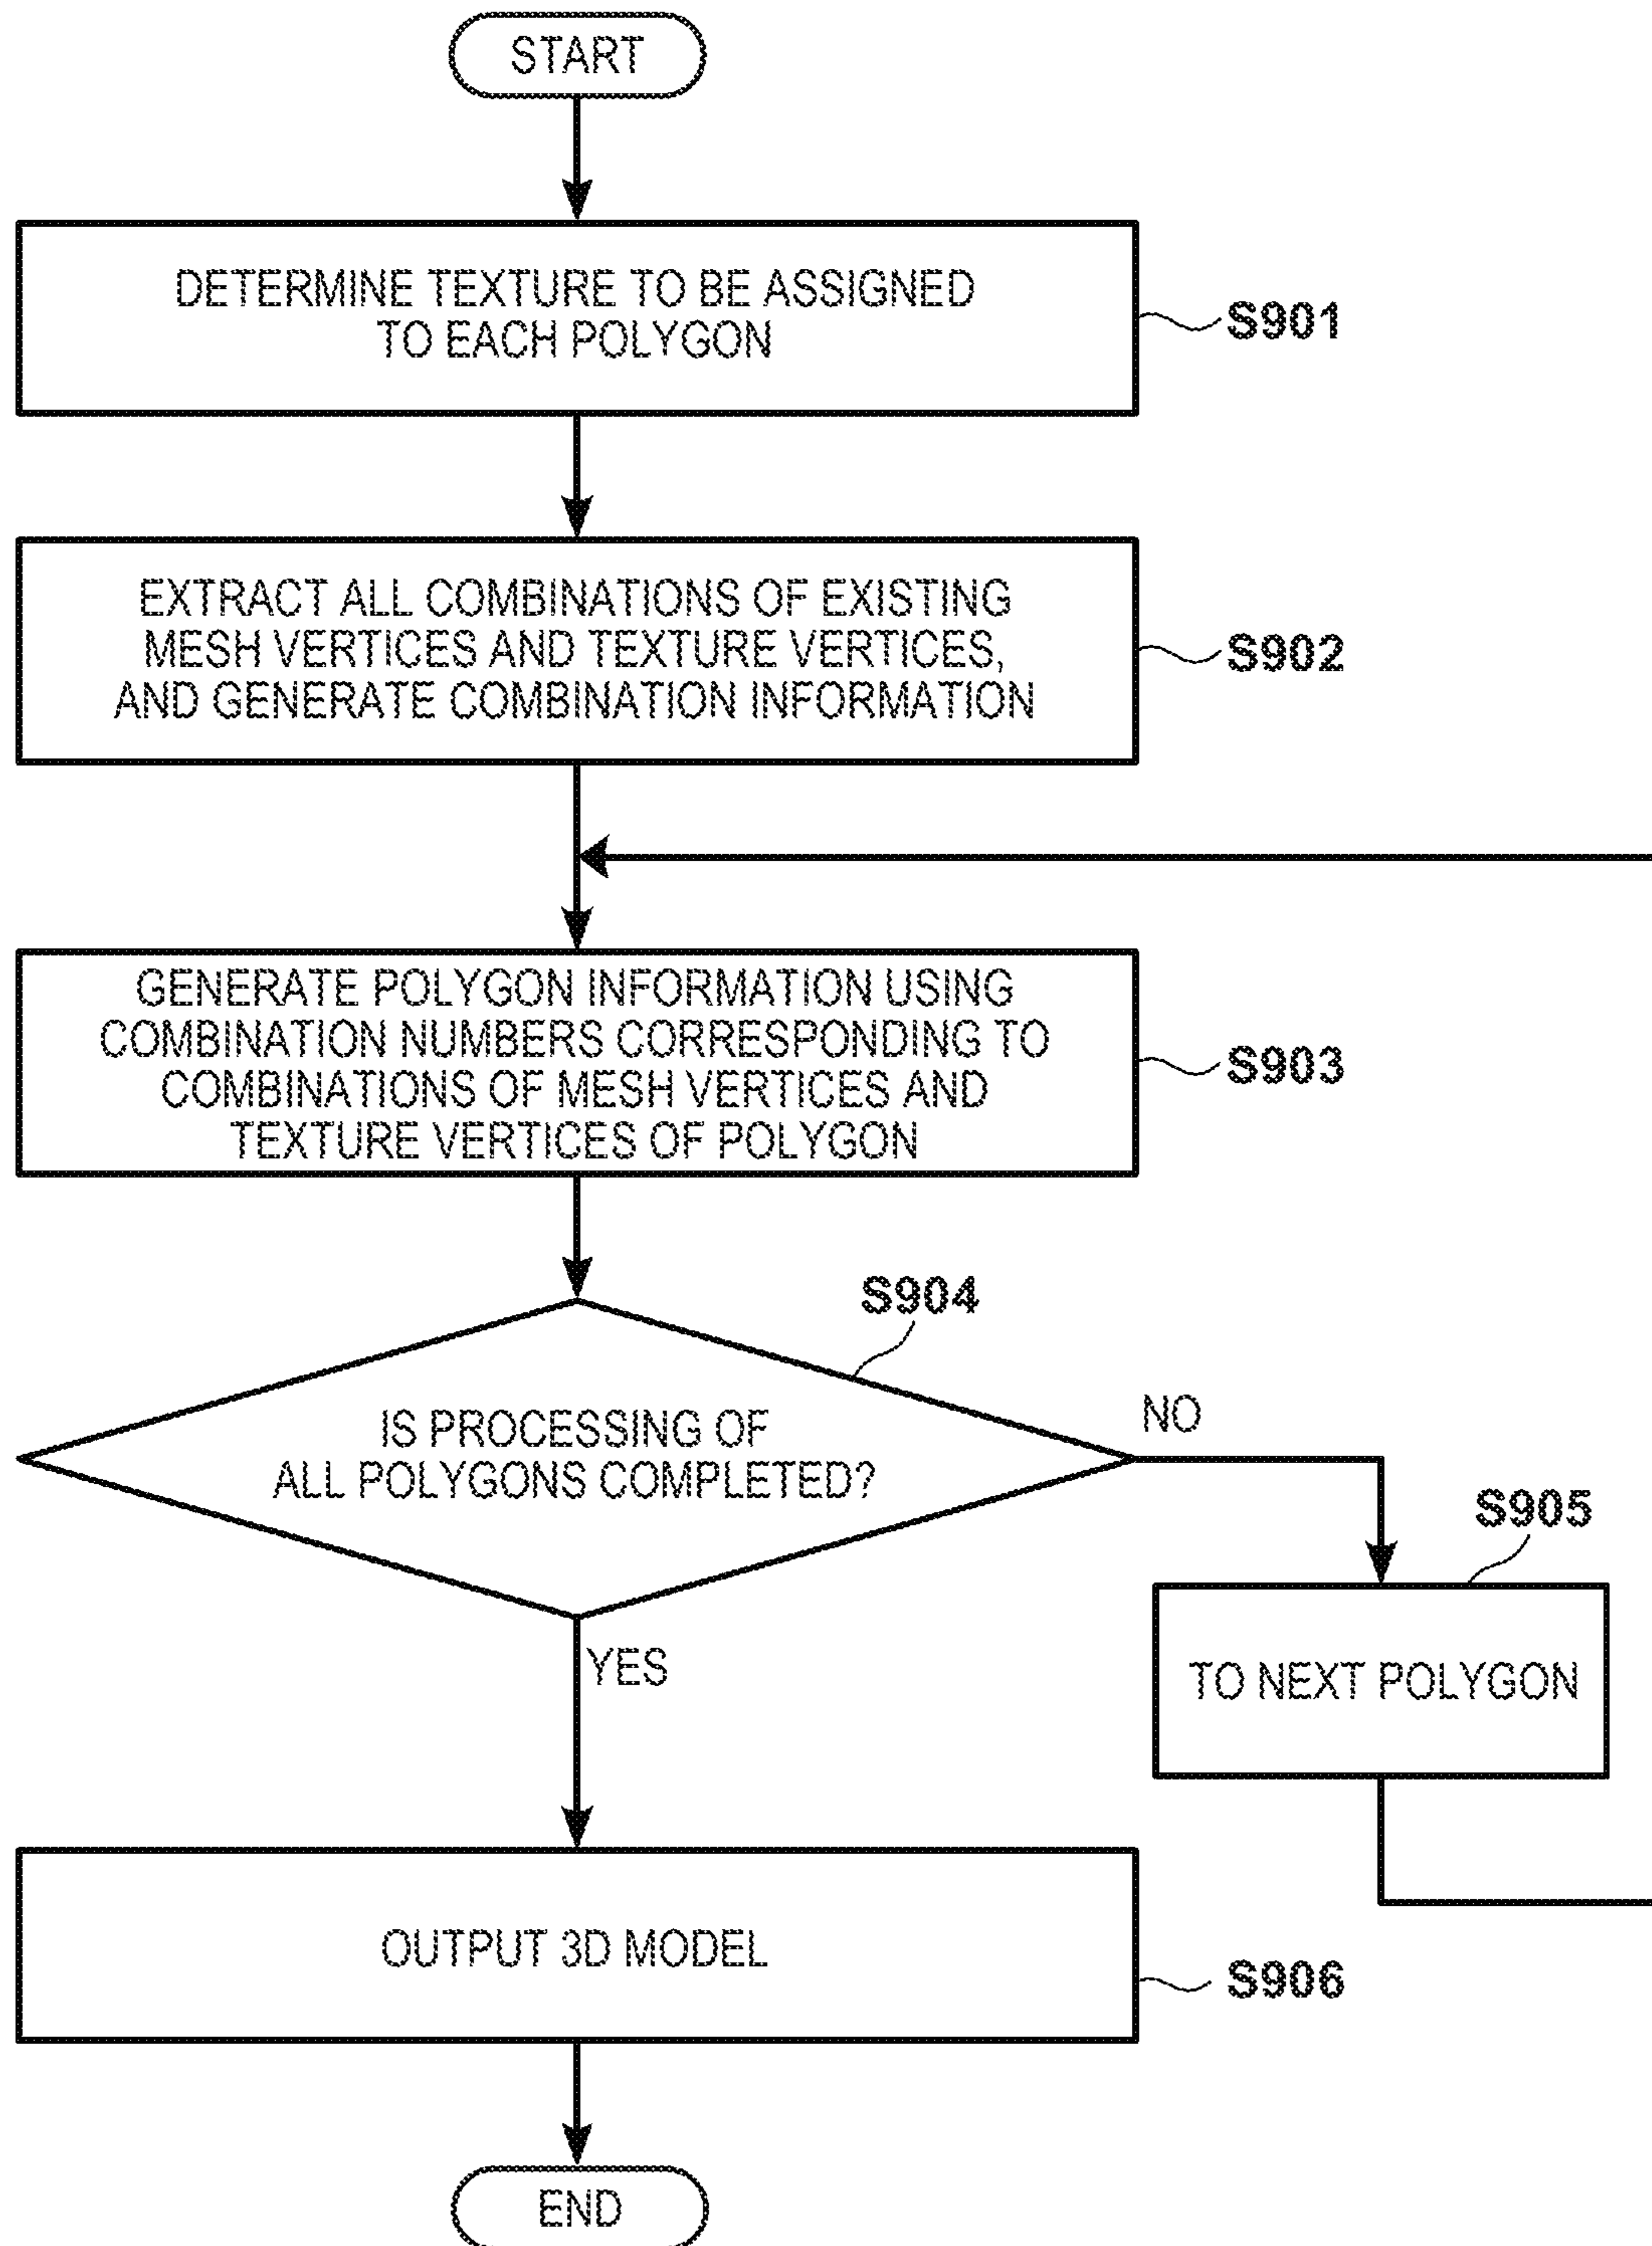 START
DETERMINE TEXTURE TO BE ASSIGNED
TO EACH POLYGON
S901
EXTRACT ALL COMBINATIONS OF EXISTING
MESH VERTICES AND TEXTURE VERTICES,
AND GENERATE COMBINATION INFORMATION
S902
GENERATE POLYGON INFORMATION USING
COMBINATION NUMBERS CORRESPONDING TO
COMBINATIONS OF MESH VERTICES AND
TEXTURE VERTICES OF POLYGON
S903
S904
IS PROCESSING OF
ALL POLYGONS COMPLETED?
NO
S905
TO NEXT POLYGON
YES
OUTPUT 3D MODEL
S906
END